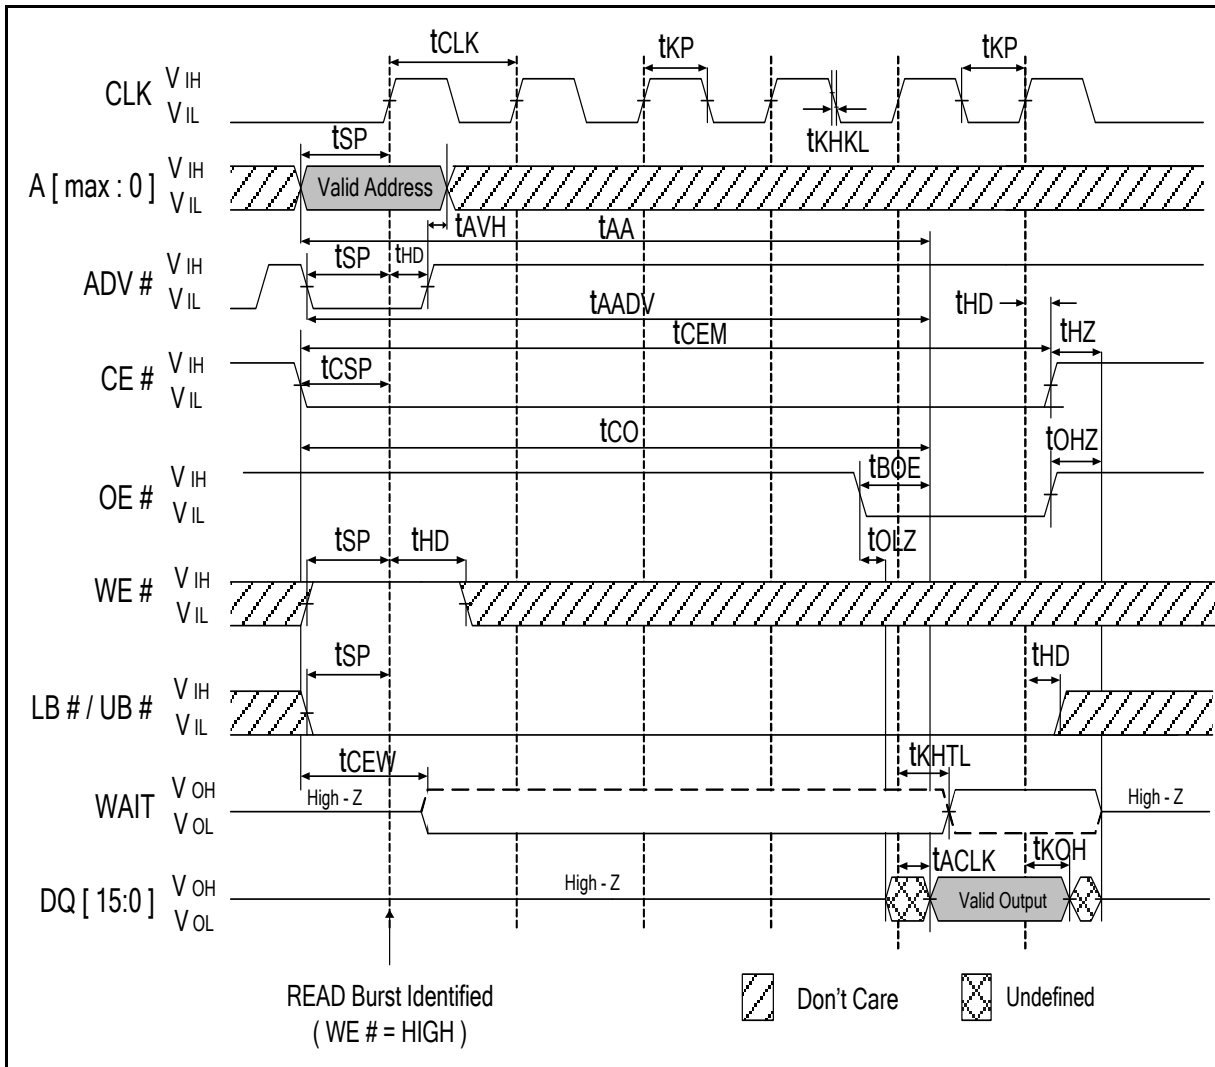 tCLK tKP tKP
CLK V IH
V IL
tKHKL
tSP
A [ max : 0 ] V IH
V IL
Valid Address
tAVH tAA
ADV # V IH
V IL
tSP tHD
tAADV tHD
tCEM tHZ
CE # V IH
V IL
tCSP
tCO tOHZ
OE # V IH
V IL
tBOE
tSP tHD tOLZ
WE # V IH
V IL
tSP tHD
LB # / UB # V IH
V IL
tCEW tKHTL
WAIT V OH
V OL
High - Z High - Z
tACLK tKOH
DQ [ 15:0 ] V OH
V OL
High - Z Valid Output
READ Burst Identified
( WE # = HIGH )
Don't Care Undefined